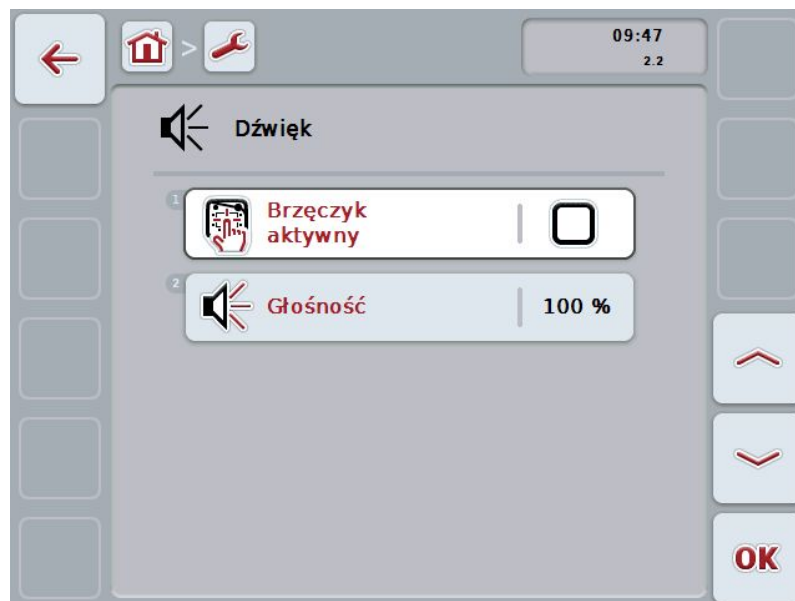 09:47
2.2
Dźwięk
1
Brzęczyk
aktywny
2
Głośność
100 %
OK